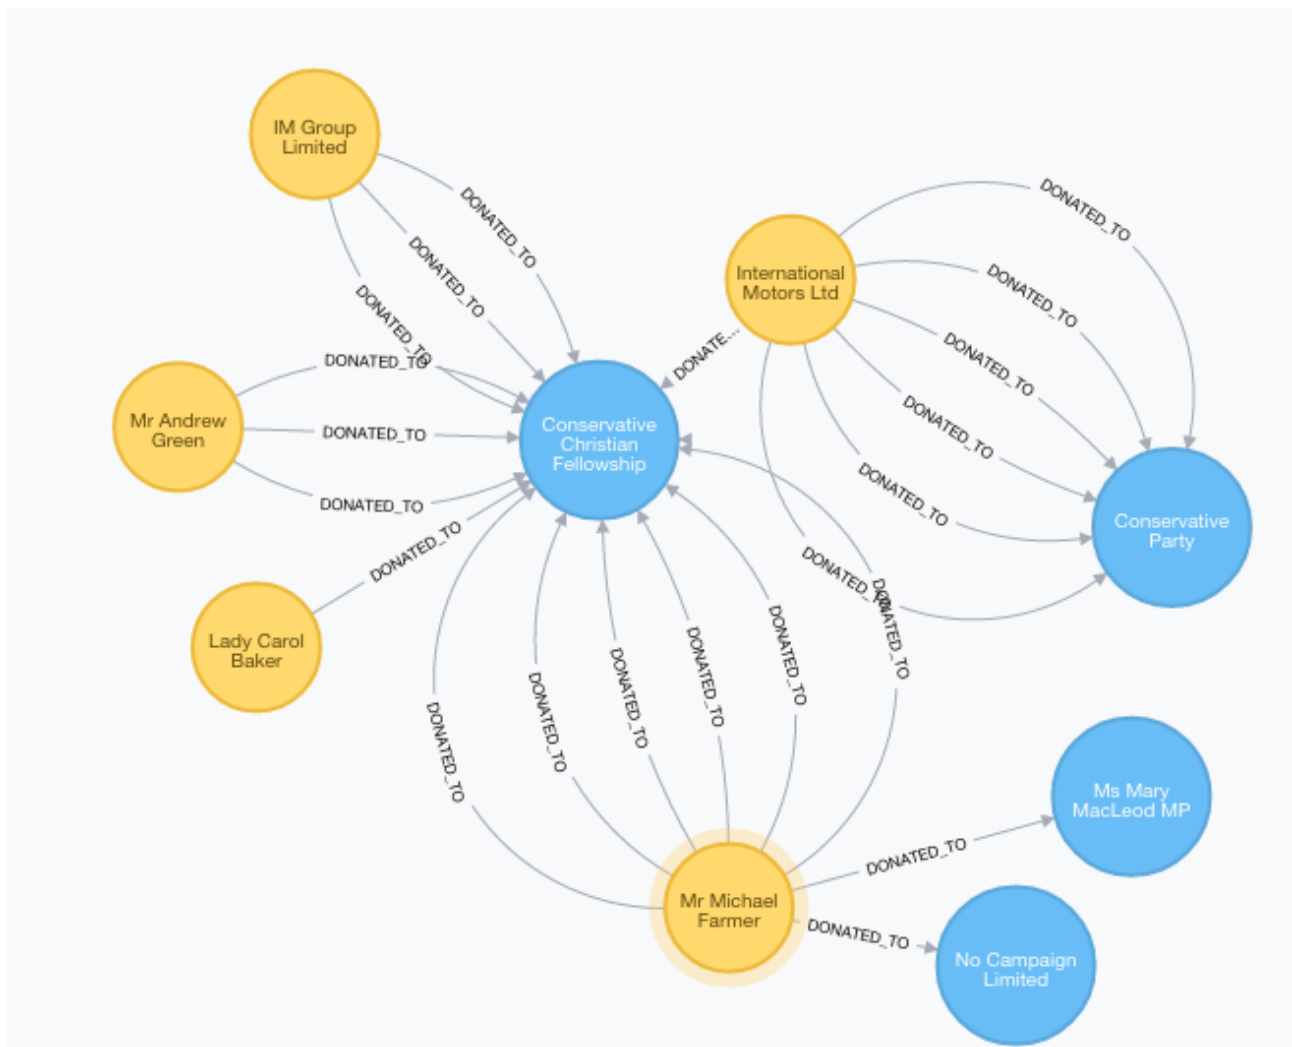 IM Group
Limited
DONATED_TO
DONATED_TO
DONATED_TO
International
Motors Ltd
DONATED_TO
DONATED_TO
DONATED_TO
DONATED_TO
DONATED_TO
DONATED_TO
DONATE...
Mr Andrew
Green
DONATED_TO
DONATED_TO
DONATED_TO
Conservative
Christian
Fellowship
Conservative
Party
Lady Carol
Baker
DONATED_TO
DONATED_TO
DONATED_TO
DONATED_TO
DONATED_TO
DONATED_TO
DONATED_TO
Mr Michael
Farmer
DONATED_TO
Ms Mary
MacLeod MP
DONATED_TO
No Campaign
Limited